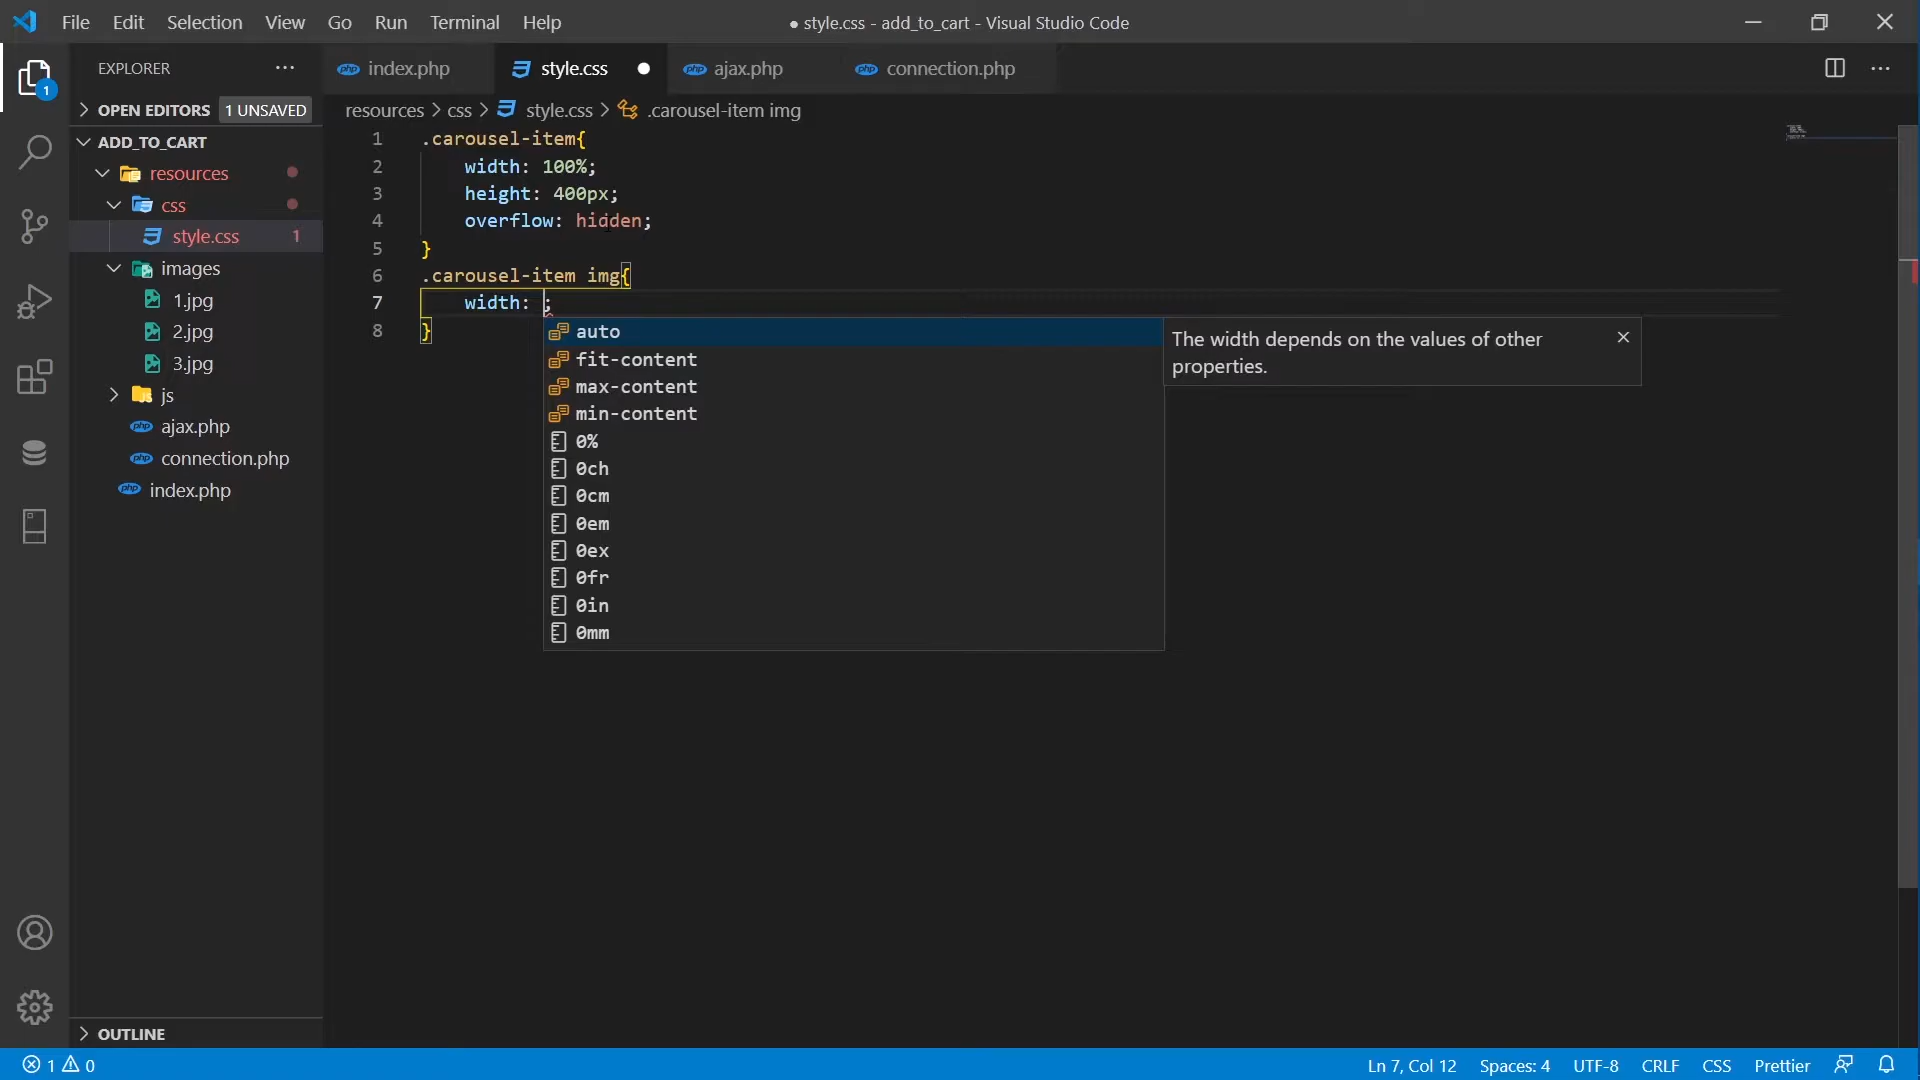 File Edit Selection View Go Run Terminal Help ● style.css - add_to_cart - Visual Studio Code
EXPLORER ··· index.php style.css ● ajax.php connection.php ···
1
OPEN EDITORS 1 UNSAVED
resources > css > style.css > .carousel-item img
ADD_TO_CART
resources
css
style.css 1
images
1.jpg
2.jpg
3.jpg
js
ajax.php
connection.php
index.php
1 .carousel-item{
2 width: 100%;
3 height: 400px;
4 overflow: hidden;
5 }
6 .carousel-item img{
7 width: ;
8 }
auto
fit-content
max-content
min-content
0%
0ch
0cm
0em
0ex
0fr
0in
0mm
The width depends on the values of other
properties.
OUTLINE
1 0 Ln 7, Col 12 Spaces: 4 UTF-8 CRLF CSS Prettier